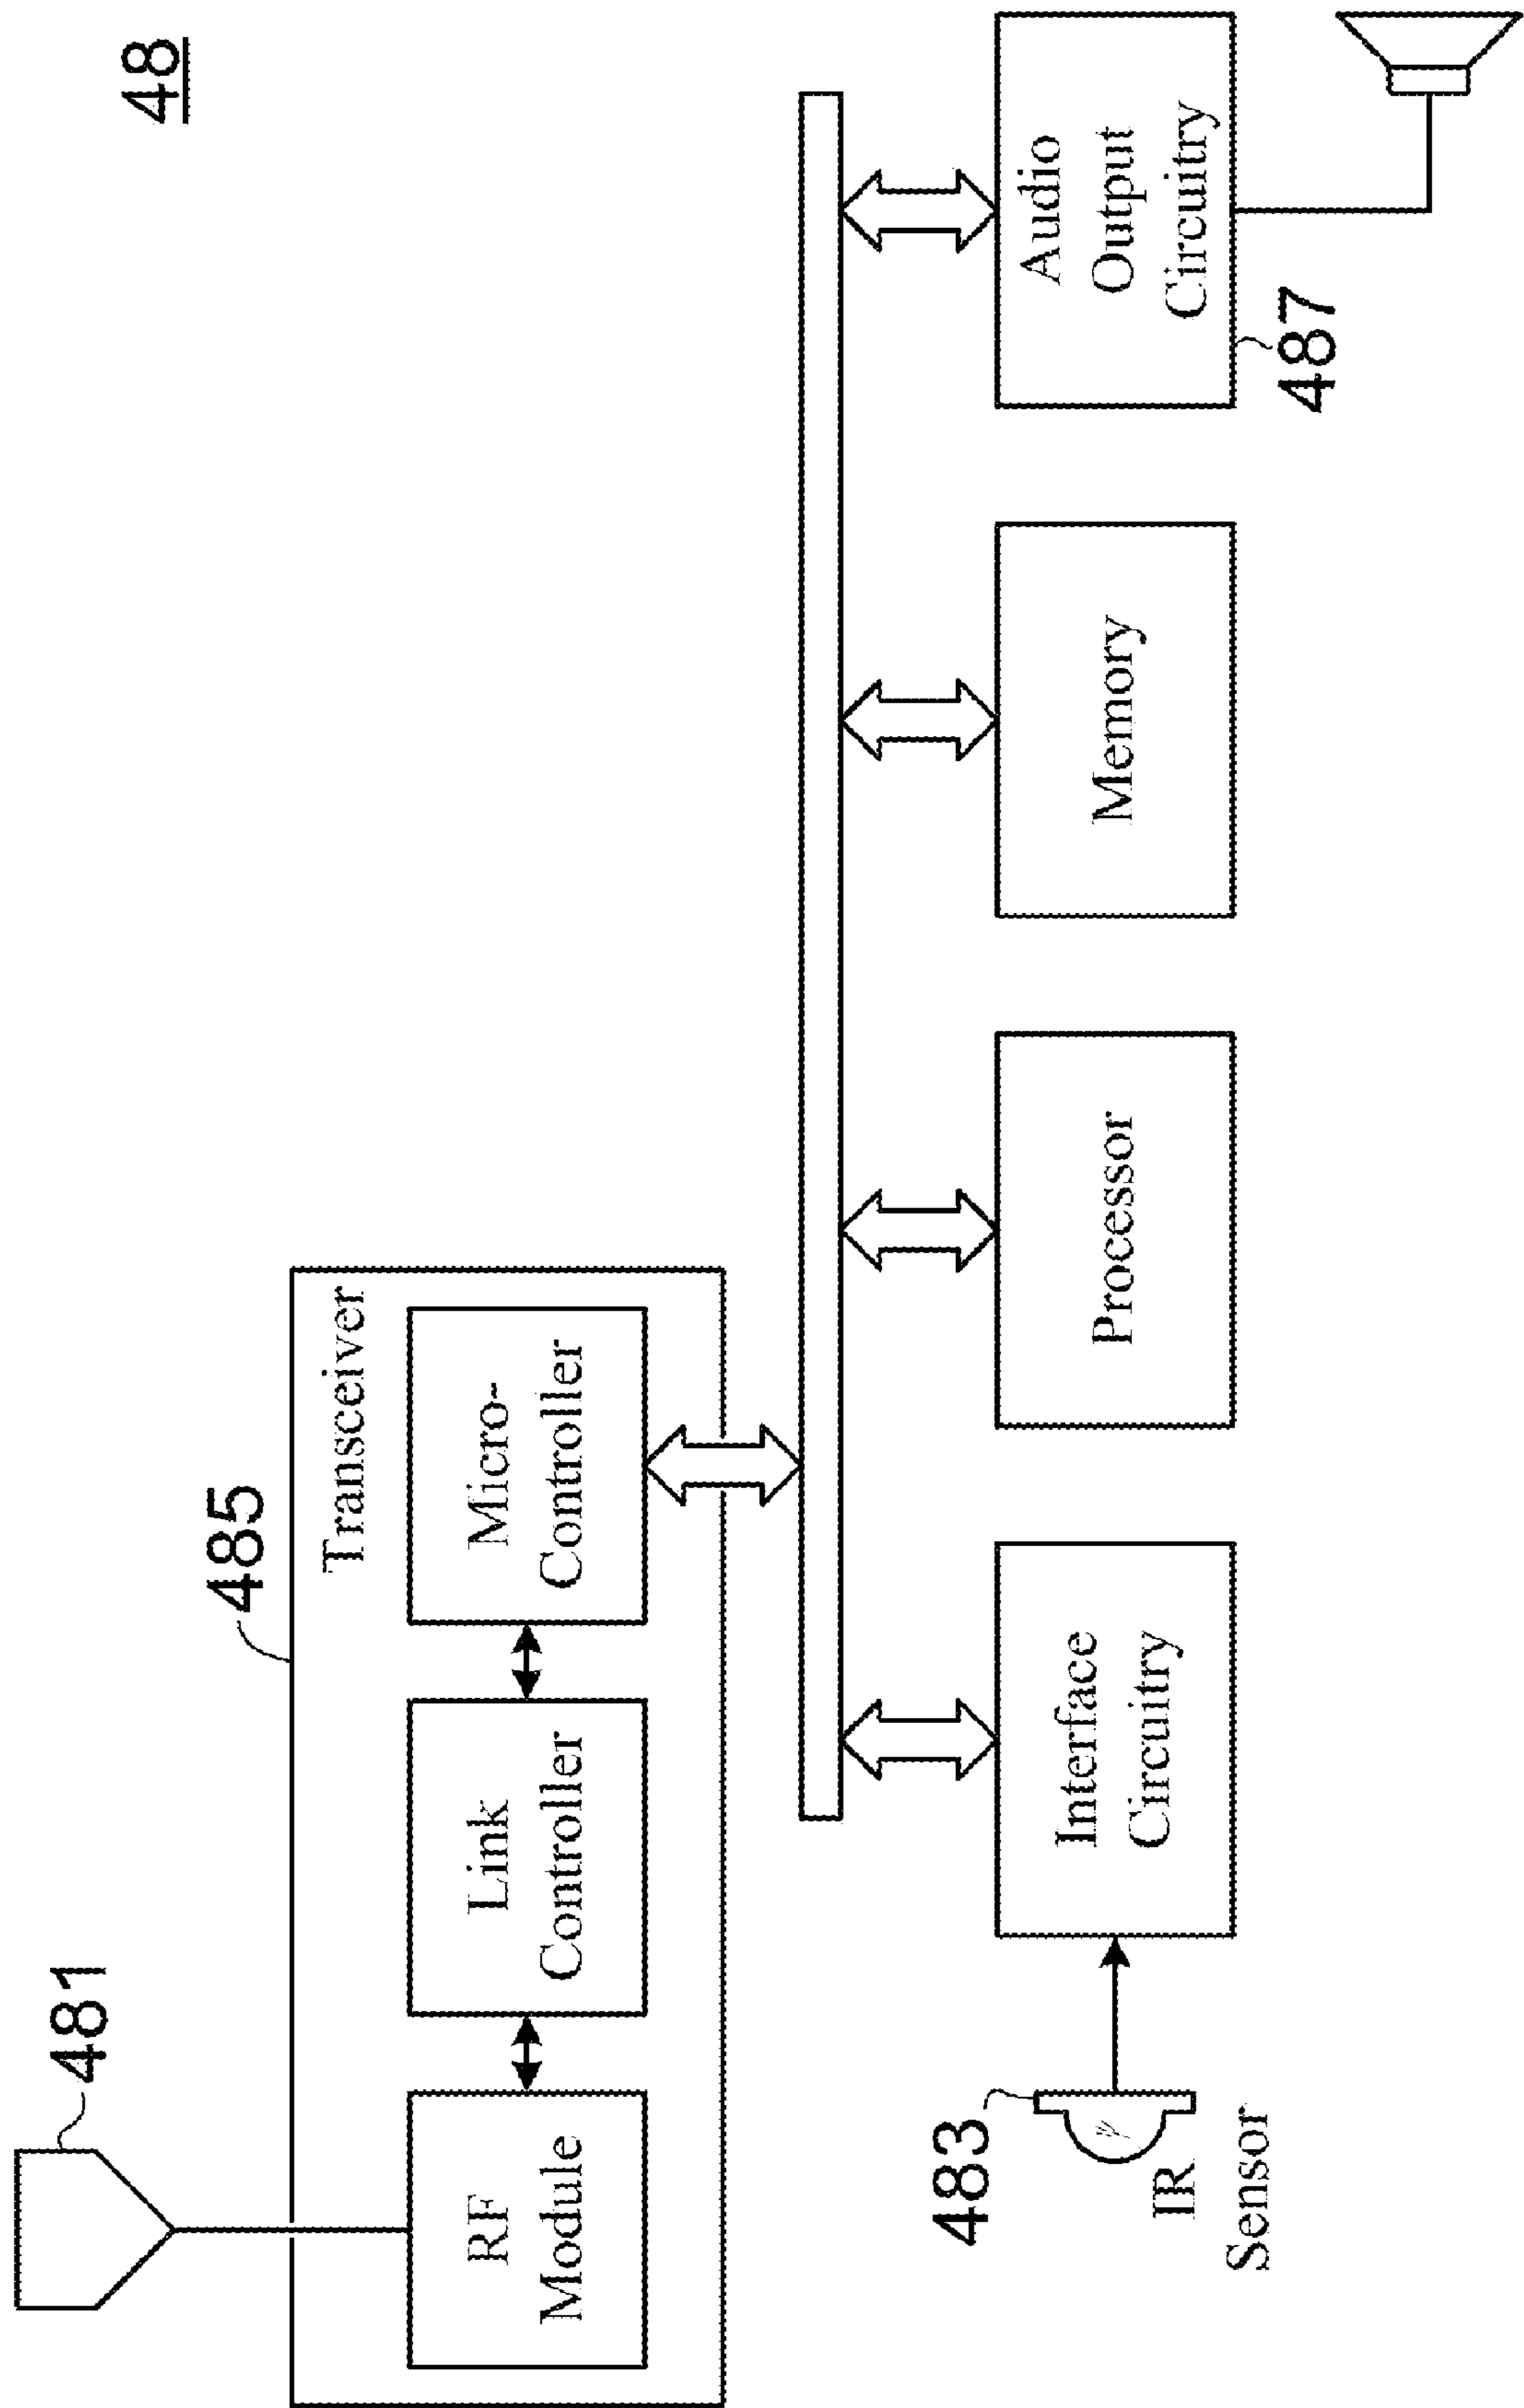 48
481
485
Transceiver
RF
Module
Link
Controller
Micro-
Controller
483
IR
Sensor
Interface
Circuitry
Processor
Memory
Audio
Output
Circuitry
487